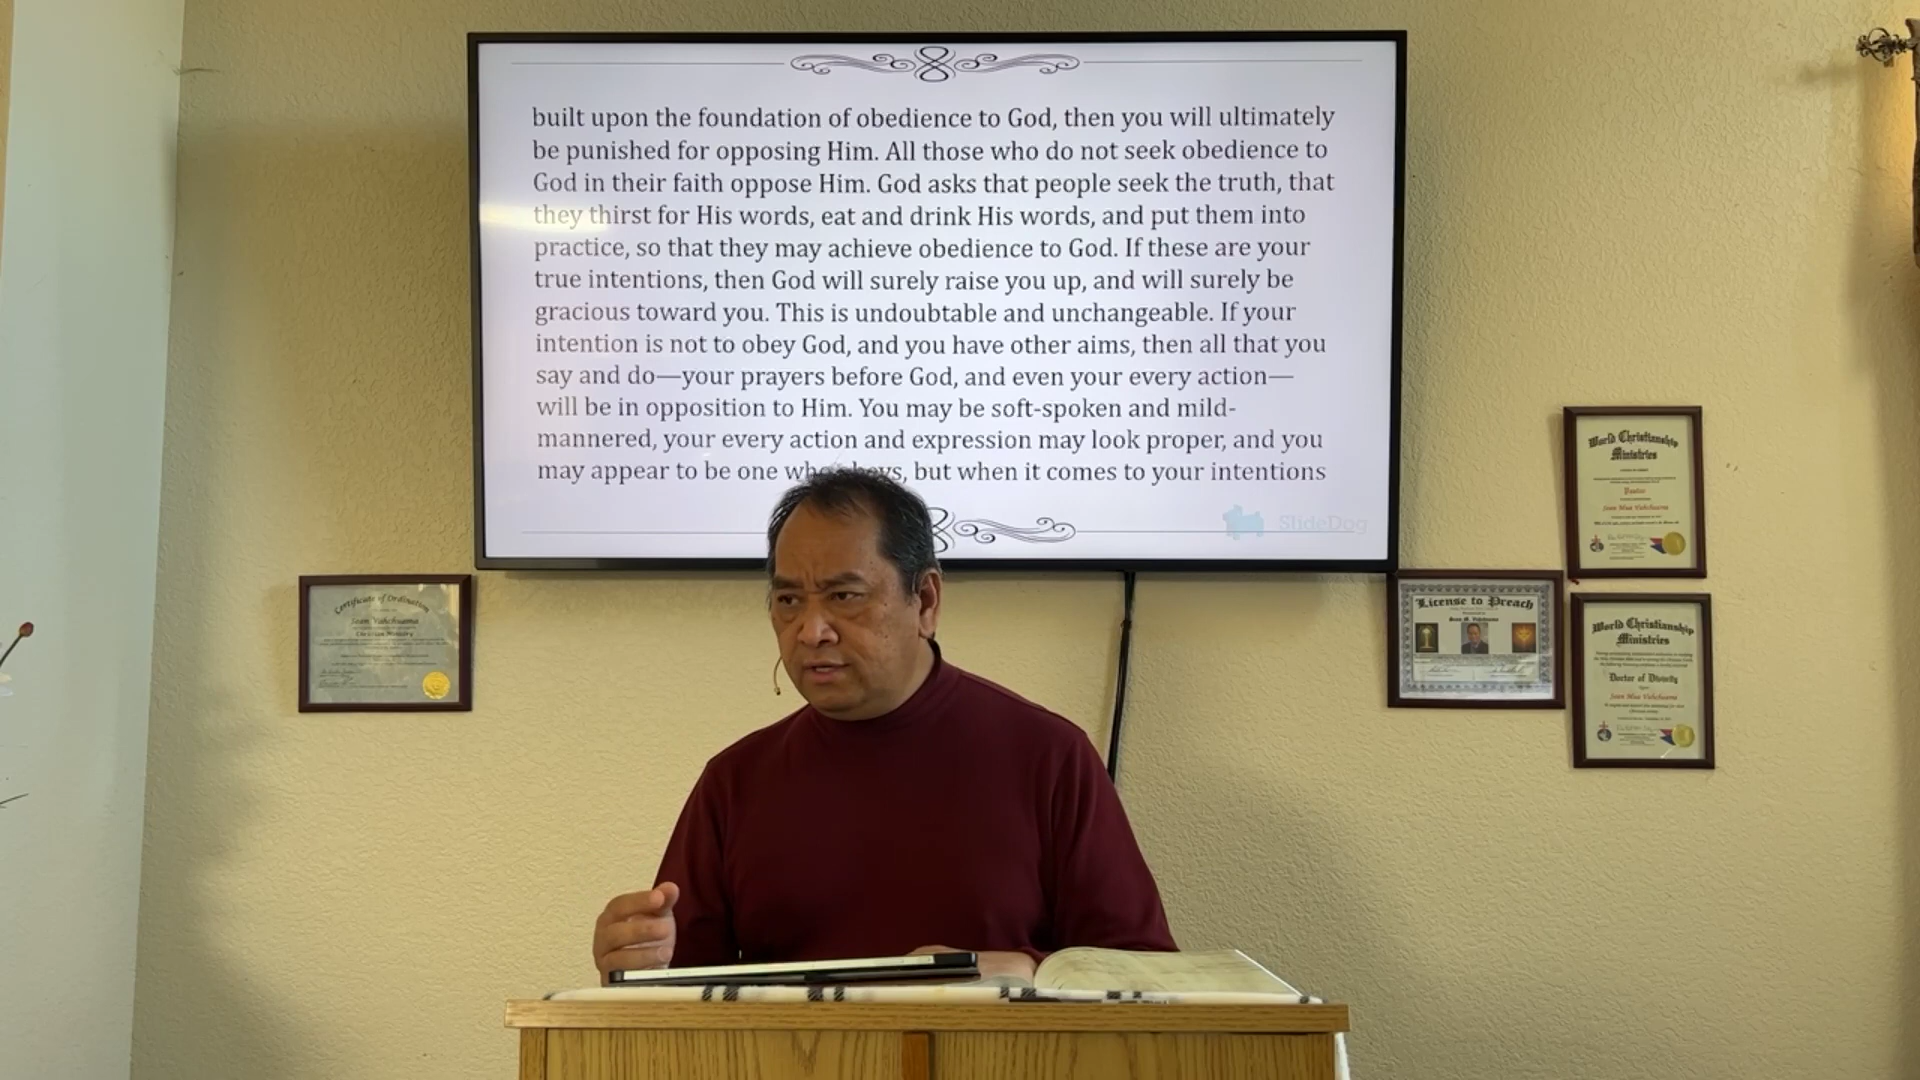 built upon the foundation of obedience to God, then you will ultimately
be punished for opposing Him. All those who do not seek obedience to
God in their faith oppose Him. God asks that people seek the truth, that
they thirst for His words, eat and drink His words, and put them into
practice, so that they may achieve obedience to God. If these are your
true intentions, then God will surely raise you up, and will surely be
gracious toward you. This is undoubtable and unchangeable. If your
intention is not to obey God, and you have other aims, then all that you
say and do—your prayers before God, and even your every action—
will be in opposition to Him. You may be soft-spoken and mild-
mannered, your every action and expression may look proper, and you
may appear to be one who obeys, but when it comes to your intentions
SlideDog
Certificate of Ordination
Christian Ministry
License to Preach
World Christianship
Ministries
Pastor
World Christianship
Ministries
Doctor of Divinity